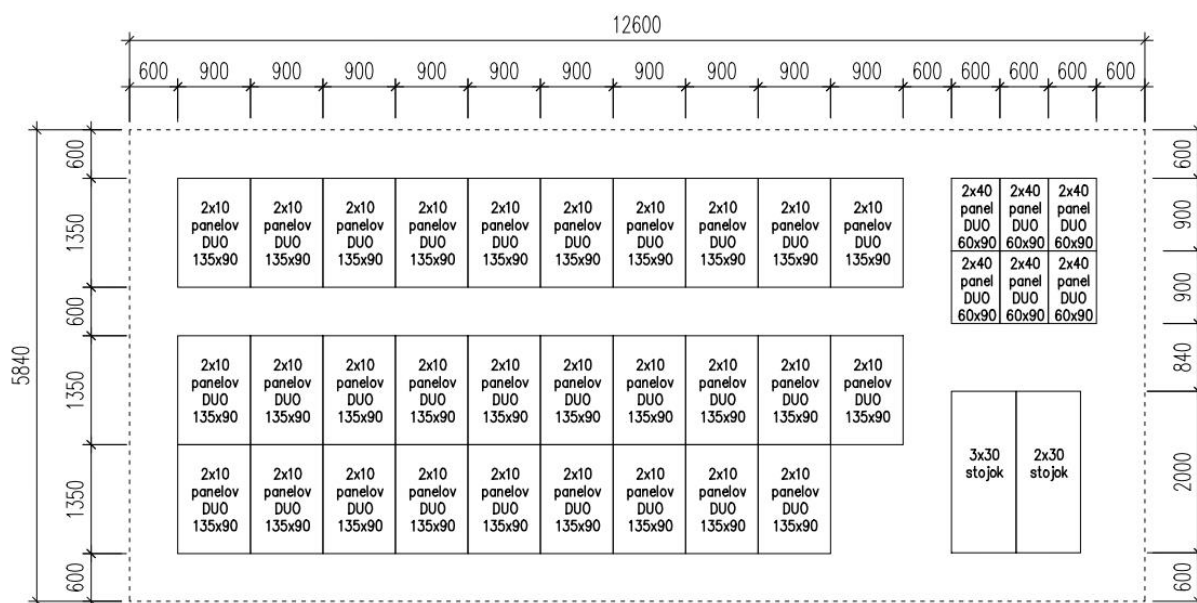 12600
600 900 900 900 900 900 900 900 900 900 900 600 600 600 600 600
600
1350
600
1350
1350
600
5840
2x10 2x10 2x10 2x10 2x10 2x10 2x10 2x10 2x10 2x10
panelov panelov panelov panelov panelov panelov panelov panelov panelov panelov
DUO DUO DUO DUO DUO DUO DUO DUO DUO DUO
135x90 135x90 135x90 135x90 135x90 135x90 135x90 135x90 135x90 135x90
2x10 2x10 2x10 2x10 2x10 2x10 2x10 2x10 2x10 2x10
panelov panelov panelov panelov panelov panelov panelov panelov panelov panelov
DUO DUO DUO DUO DUO DUO DUO DUO DUO DUO
135x90 135x90 135x90 135x90 135x90 135x90 135x90 135x90 135x90 135x90
2x10 2x10 2x10 2x10 2x10 2x10 2x10 2x10 2x10
panelov panelov panelov panelov panelov panelov panelov panelov panelov
DUO DUO DUO DUO DUO DUO DUO DUO DUO
135x90 135x90 135x90 135x90 135x90 135x90 135x90 135x90 135x90
2x40 2x40 2x40
panel panel panel
DUO DUO DUO
60x90 60x90 60x90
2x40 2x40 2x40
panel panel panel
DUO DUO DUO
60x90 60x90 60x90
3x30 2x30
stojok stojok
600
900
900
840
2000
600